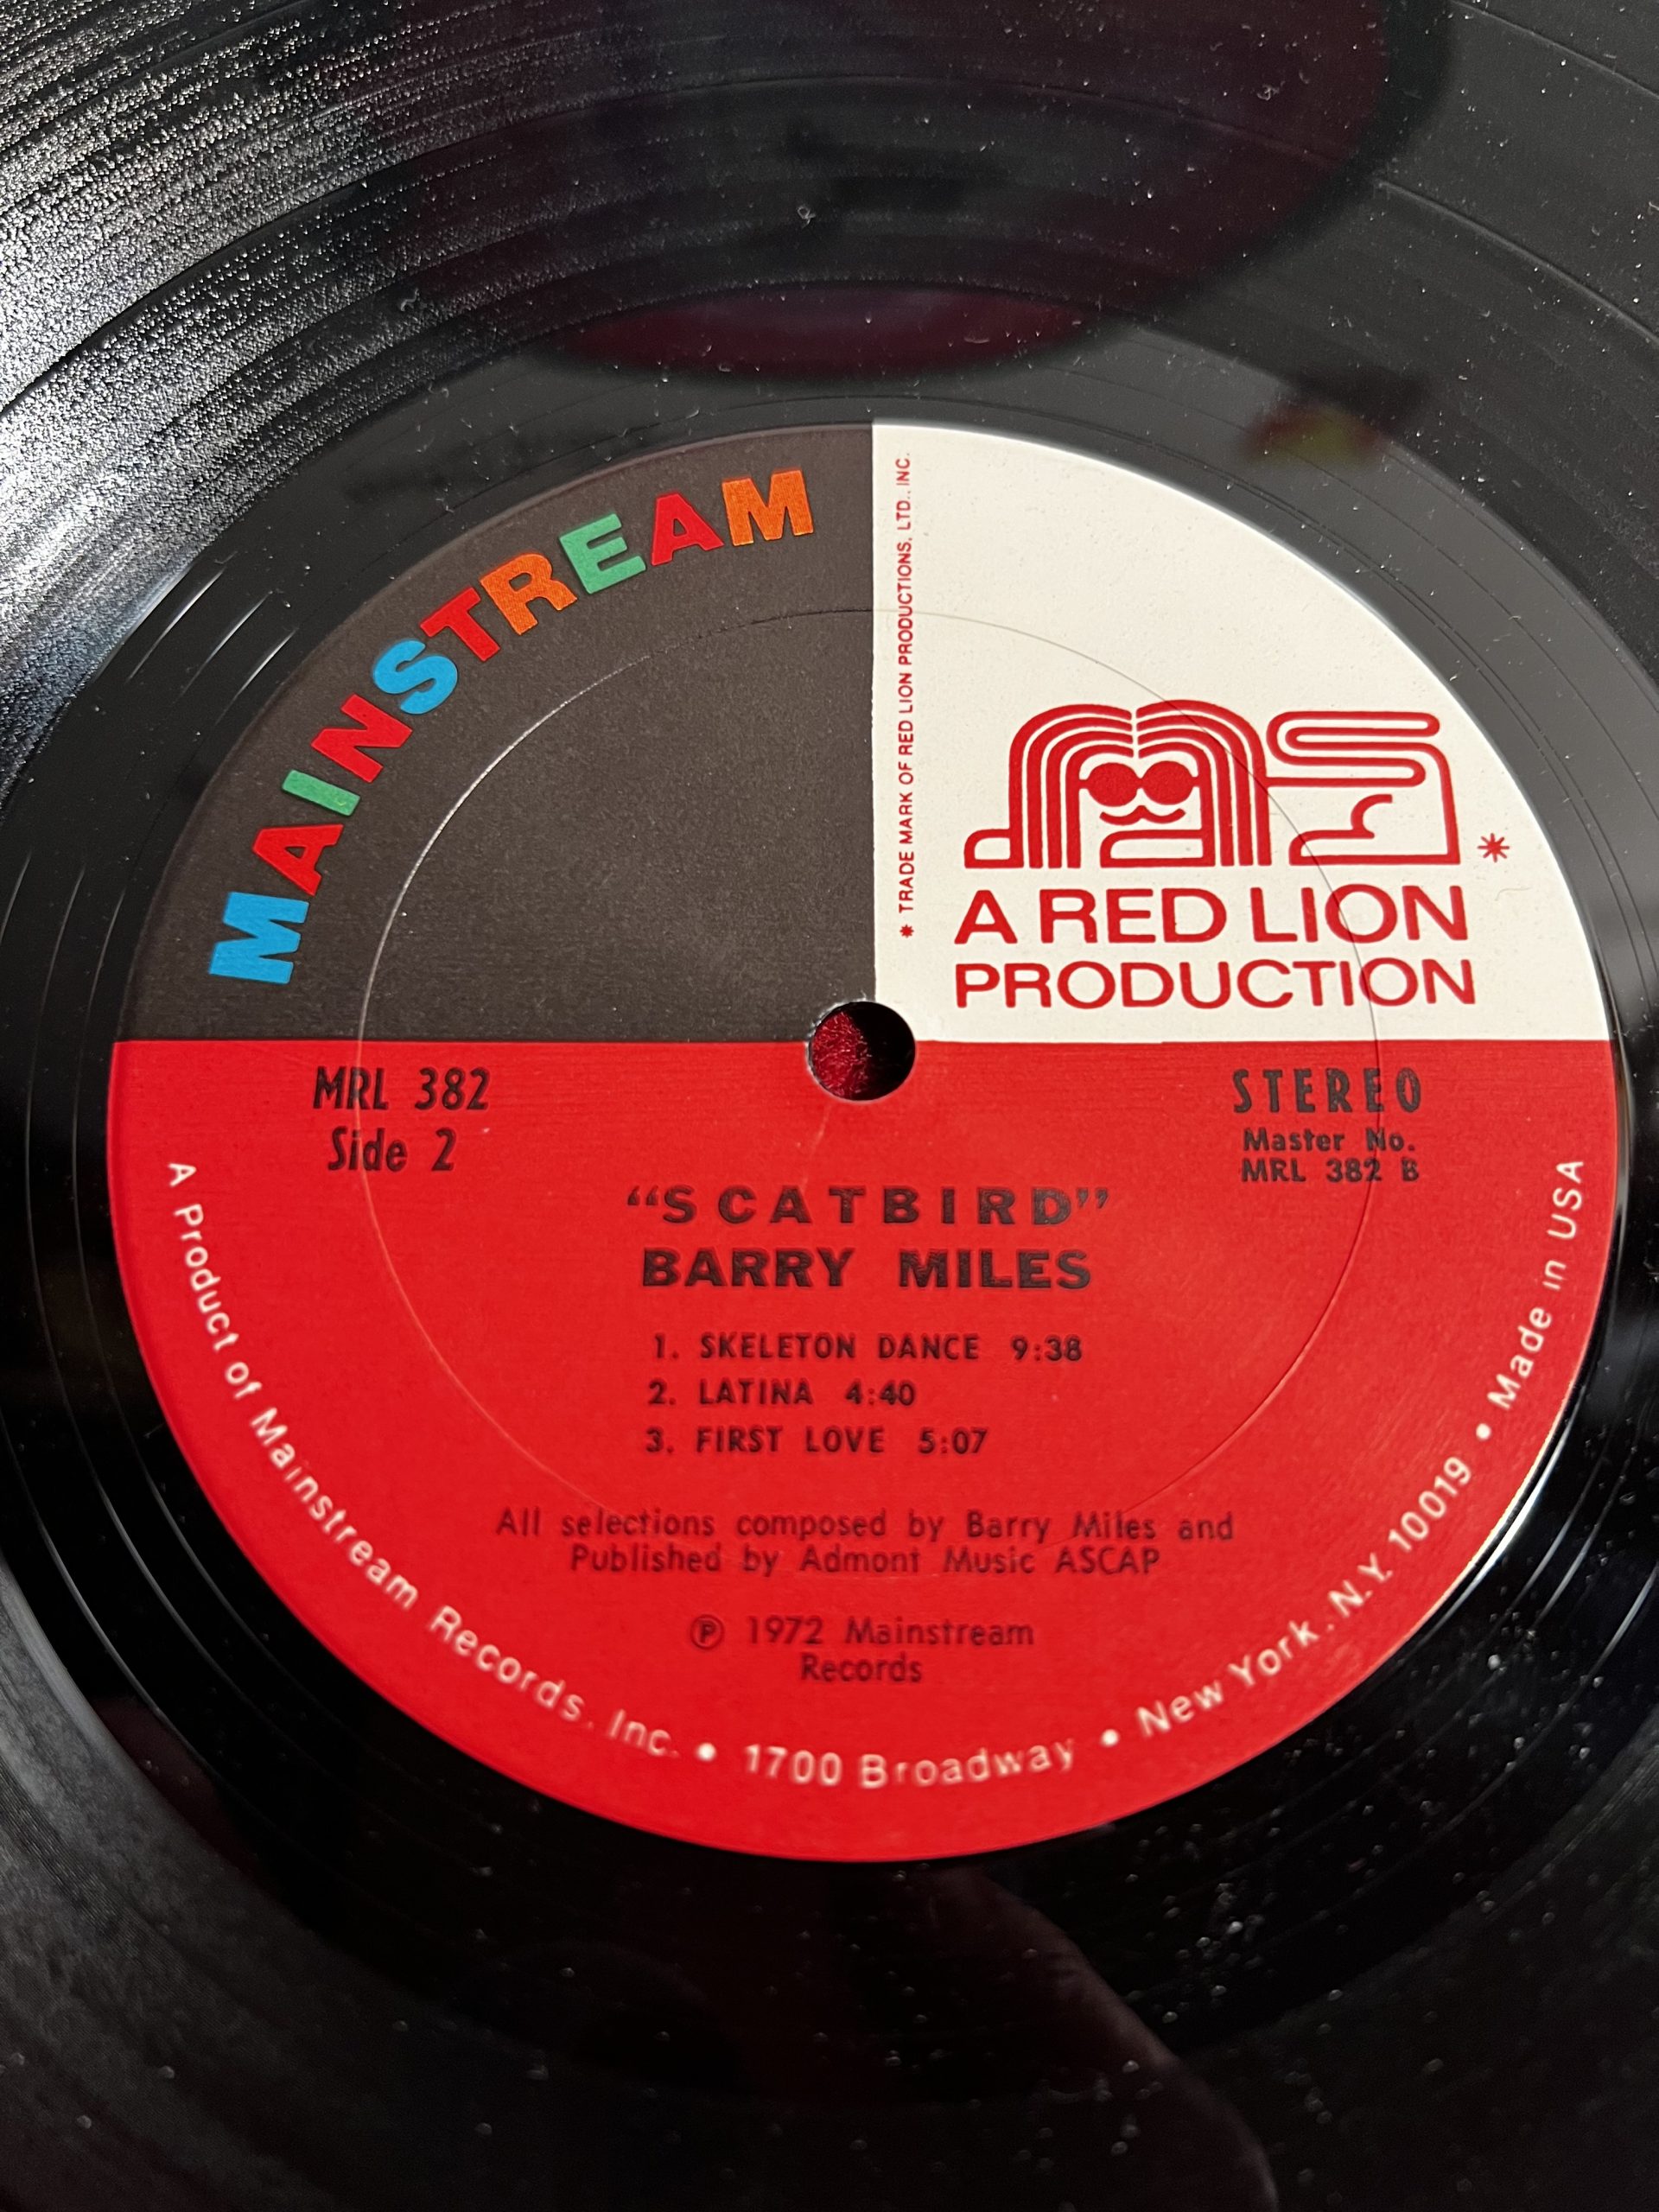 MAINSTREAM
* TRADE MARK OF RED LION PRODUCTIONS, LTD., INC.
*
A RED LION
PRODUCTION
MRL 382
Side 2
STEREO
Master No.
MRL 382 B
“SCATBIRD”
BARRY MILES
1. SKELETON DANCE 9:38
2. LATINA 4:40
3. FIRST LOVE 5:07
All selections composed by Barry Miles and
Published by Admont Music ASCAP
℗ 1972 Mainstream
Records
A Product of Mainstream Records, Inc. • 1700 Broadway • New York, N.Y. 10019 • Made in USA